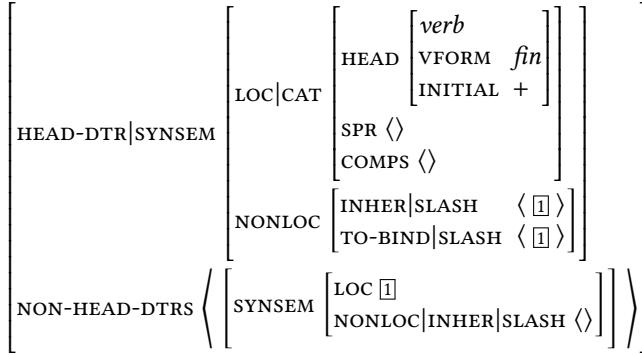 verb
HEAD VFORM fin
INITIAL +
LOC|CAT
SPR ⟨⟩
HEAD-DTR|SYNSEM
COMPS ⟨⟩
INHER|SLASH ⟨ 1 ⟩
NONLOC
TO-BIND|SLASH ⟨ 1 ⟩
LOC 1
NON-HEAD-DTRS ⟨ [SYNSEM
NONLOC|INHER|SLASH ⟨⟩ ] ⟩